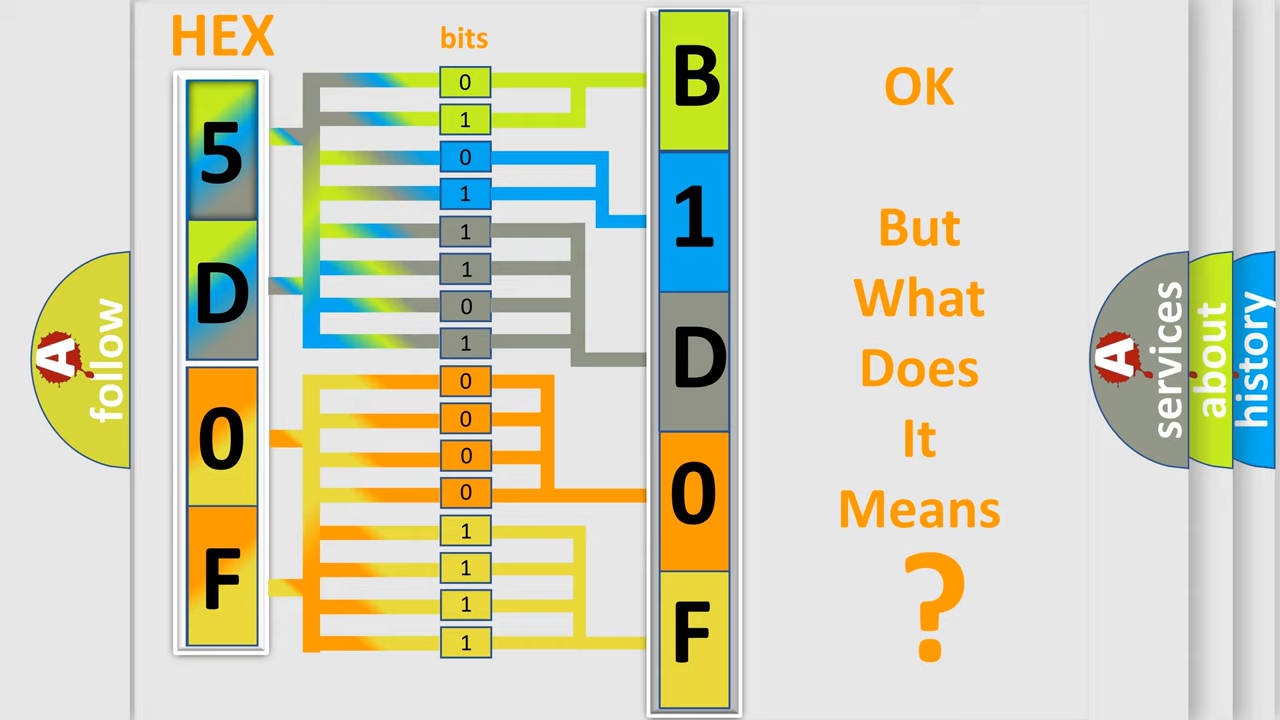 HEX
bits
5
D
0
F
0
1
0
1
1
1
0
1
0
0
0
0
1
1
1
1
B
1
D
0
F
OK
But
What
Does
It
Means
?
A
follow
A
services
about
history